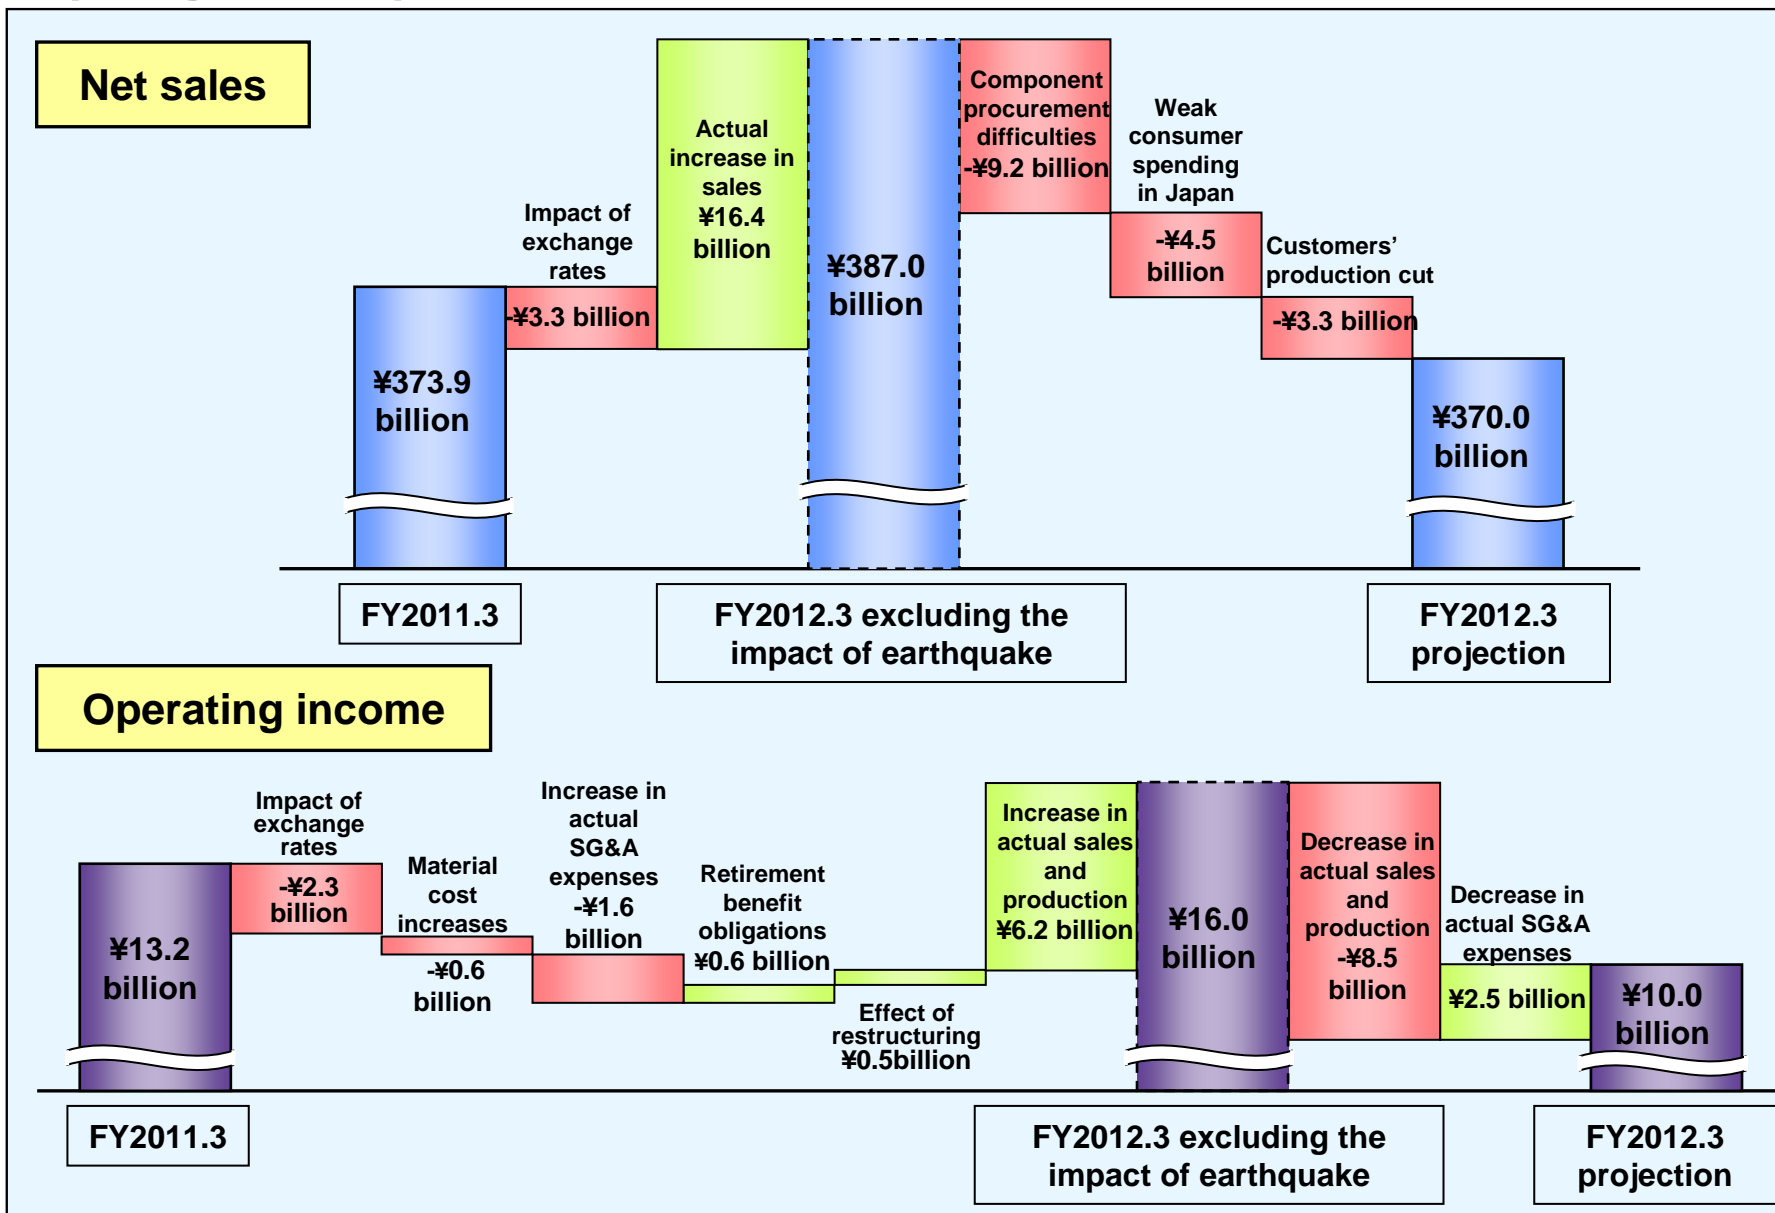 Net sales
Impact of
exchange
rates
-¥3.3 billion
Actual
increase in
sales
¥16.4
billion
¥373.9
billion
¥387.0
billion
Component
procurement
difficulties
-¥9.2 billion
Weak
consumer
spending
in Japan
-¥4.5
billion
Customers’
production cut
-¥3.3 billion
¥370.0
billion
FY2011.3
FY2012.3 excluding the
impact of earthquake
FY2012.3
projection
Operating income
¥13.2
billion
Impact of
exchange
rates
-¥2.3
billion
Material
cost
increases
-¥0.6
billion
Increase in
actual
SG&A
expenses
-¥1.6
billion
Retirement
benefit
obligations
¥0.6 billion
Effect of
restructuring
¥0.5billion
Increase in
actual sales
and
production
¥6.2 billion
¥16.0
billion
Decrease in
actual sales
and
production
-¥8.5
billion
Decrease in
actual SG&A
expenses
¥2.5 billion
¥10.0
billion
FY2011.3
FY2012.3 excluding the
impact of earthquake
FY2012.3
projection